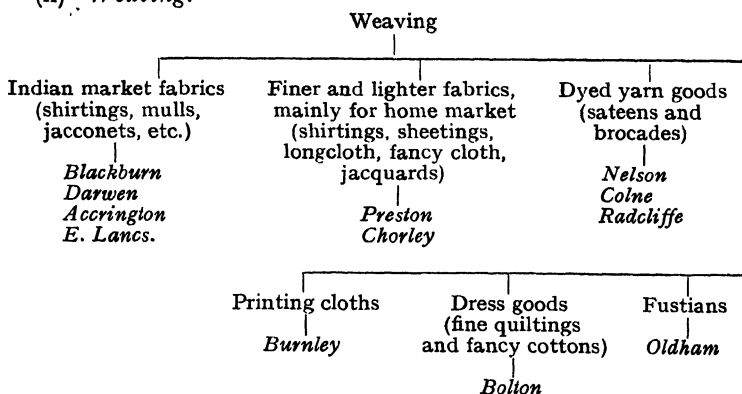 (ii) Weaving.
Weaving
Indian market fabrics
(shirtings, mulls,
jacconets, etc.)
Blackburn
Darwen
Accrington
E. Lancs.
Finer and lighter fabrics,
mainly for home market
(shirtings, sheetings,
longcloth, fancy cloth,
jacquards)
Preston
Chorley
Dyed yarn goods
(sateens and
brocades)
Nelson
Colne
Radcliffe
Printing cloths
Burnley
Dress goods
(fine quiltings
and fancy cottons)
Bolton
Fustians
Oldham